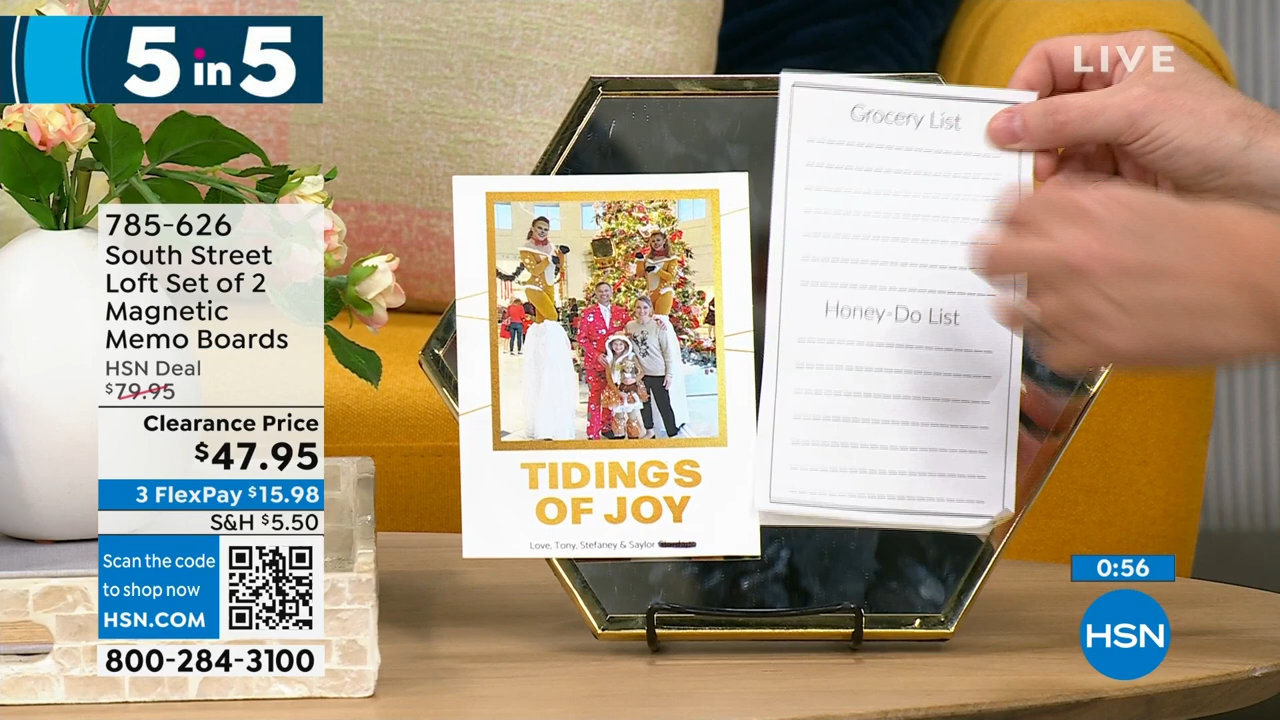 5 in 5
LIVE
785-626
South Street
Loft Set of 2
Magnetic
Memo Boards
HSN Deal
$79.95
Clearance Price
$47.95
3 FlexPay $15.98
S&H $5.50
Scan the code
to shop now
HSN.COM
800-284-3100
TIDINGS
OF JOY
Love, Tony, Stefaney & Saylor
Grocery List
Honey-Do List
0:56
HSN